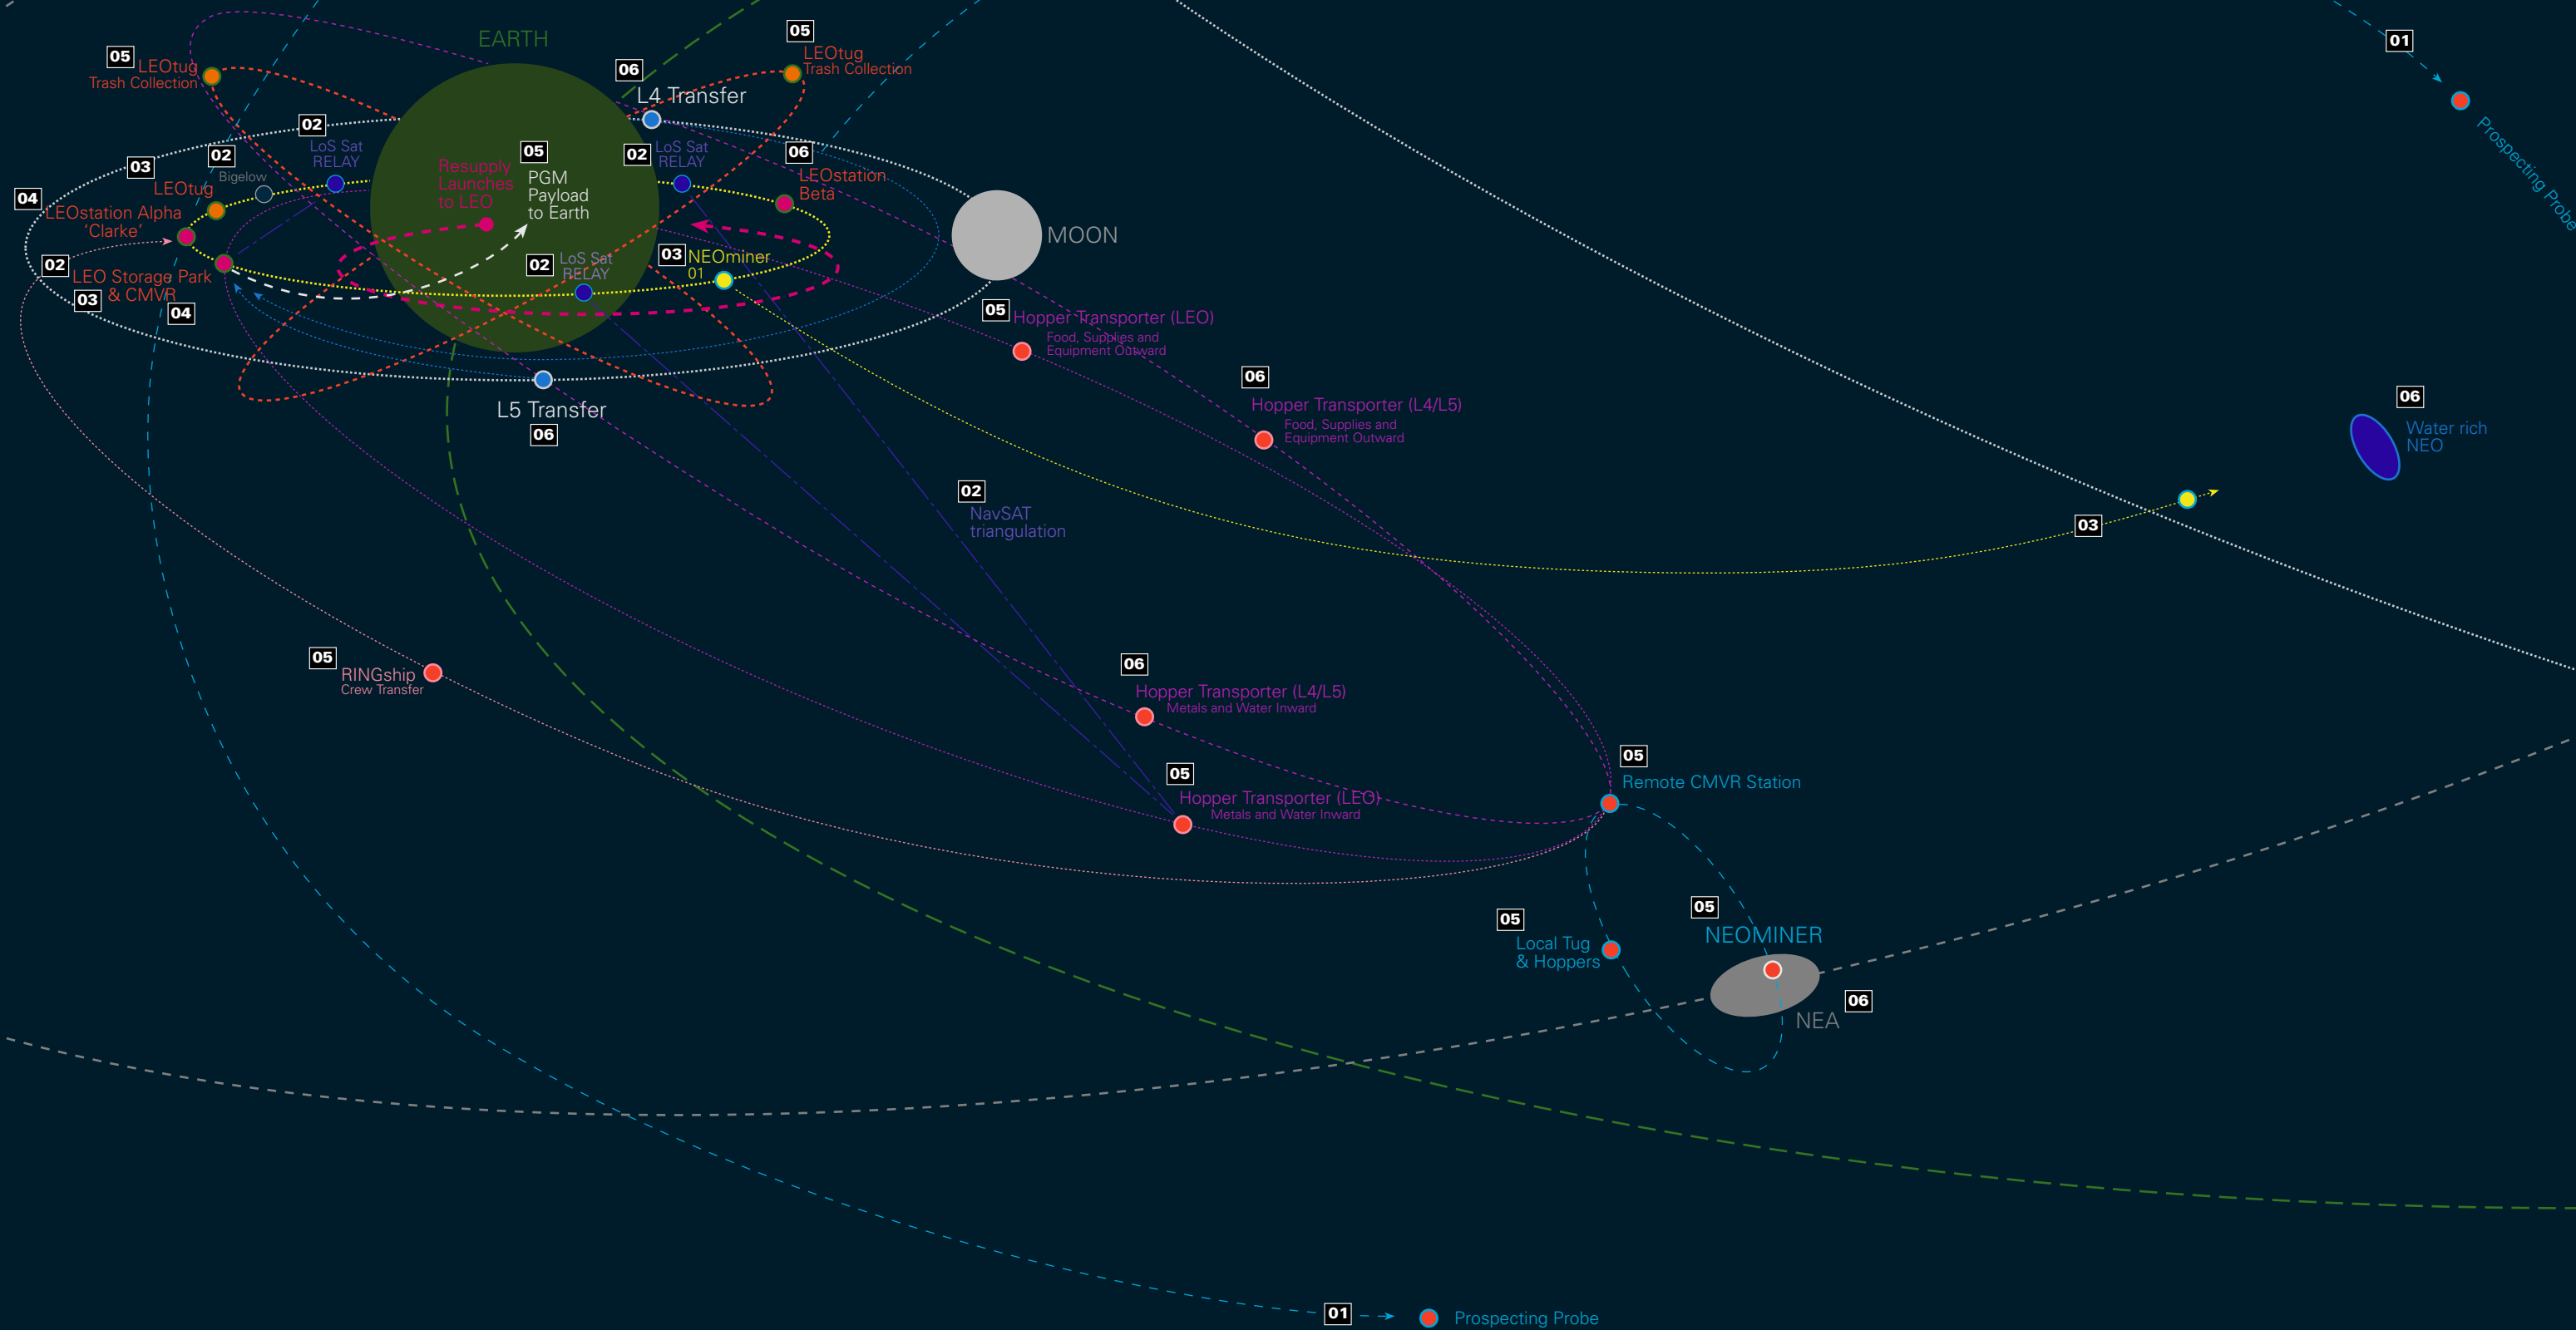 01
Prospecting Probe
EARTH
05
LEOtug
Trash Collection
05
LEOtug
Trash Collection
06
L4 Transfer
02
LoS Sat
RELAY
02
Bigelow
03
LEOtug
04
LEOstation Alpha
‘Clarke’
02
LEO Storage Park
& CMVR
03
04
Resupply
Launches
to LEO
05
PGM
Payload
to Earth
02
LoS Sat
RELAY
06
LEOstation
Beta
02
LoS Sat
RELAY
03
NEOminer
01
MOON
L5 Transfer
06
05
Hopper Transporter (LEO)
Food, Supplies and
Equipment Outward
06
Hopper Transporter (L4/L5)
Food, Supplies and
Equipment Outward
06
Water rich
NEO
02
NavSAT
triangulation
03
05
RINGship
Crew Transfer
06
Hopper Transporter (L4/L5)
Metals and Water Inward
05
Hopper Transporter (LEO)
Metals and Water Inward
05
Remote CMVR Station
05
Local Tug
& Hoppers
05
NEOMINER
NEA
06
01
Prospecting Probe